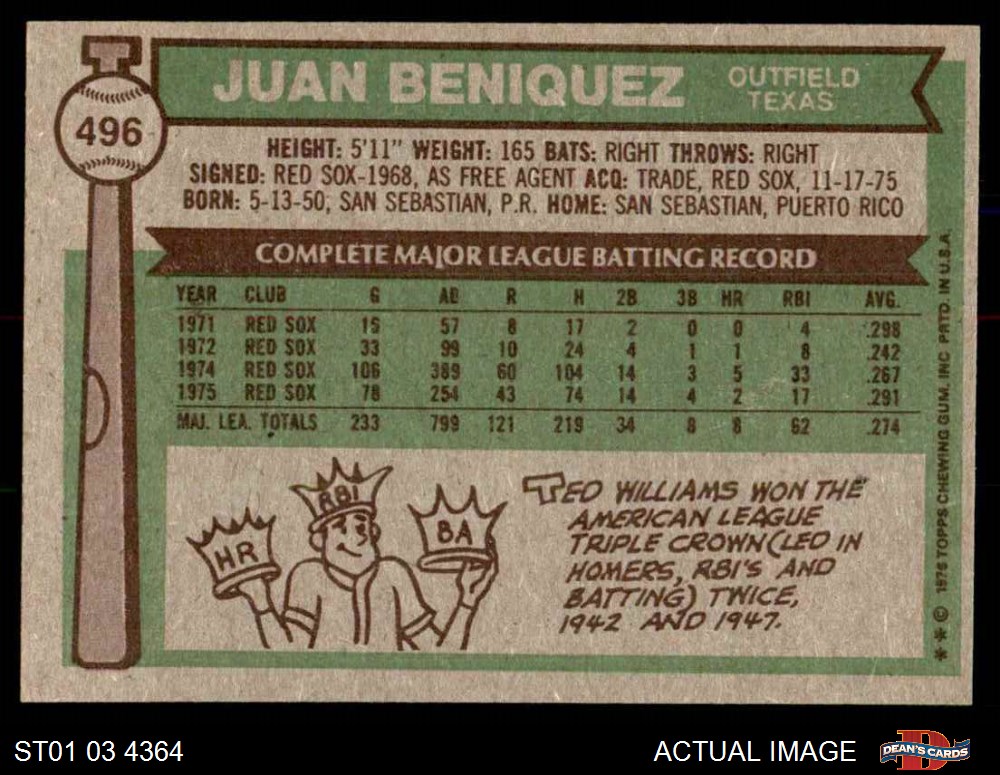 JUAN BENIQUEZ
OUTFIELD
TEXAS
496
HEIGHT: 5'11" WEIGHT: 165 BATS: RIGHT THROWS: RIGHT
SIGNED: RED SOX-1968, AS FREE AGENT ACQ: TRADE, RED SOX, 11-17-75
BORN: 5-13-50, SAN SEBASTIAN, P.R. HOME: SAN SEBASTIAN, PUERTO RICO
COMPLETE MAJOR LEAGUE BATTING RECORD
YEAR CLUB G AB R H 2B 3B HR RBI AVG.
1971 RED SOX 15 57 8 17 2 0 0 4 .298
1972 RED SOX 33 99 10 24 4 1 1 8 .242
1974 RED SOX 106 389 60 104 14 3 5 33 .267
1975 RED SOX 78 254 43 74 14 4 2 17 .291
MAJ. LEA. TOTALS 233 799 121 219 34 8 8 62 .274
HR
RBI
BA
TED WILLIAMS WON THE
AMERICAN LEAGUE
TRIPLE CROWN (LED IN
HOMERS, RBI'S AND
BATTING) TWICE,
1942 AND 1947.
** © 1976 TOPPS CHEWING GUM, INC PRTD. IN U.S.A.
ST01 03 4364
ACTUAL IMAGE
D
DEAN'S CARDS